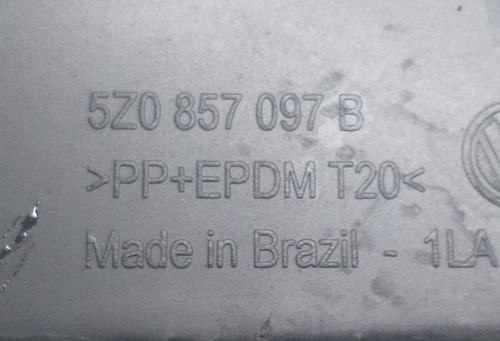 5Z0 857 097 B
>PP+EPDM T20<
Made in Brazil - 1LA